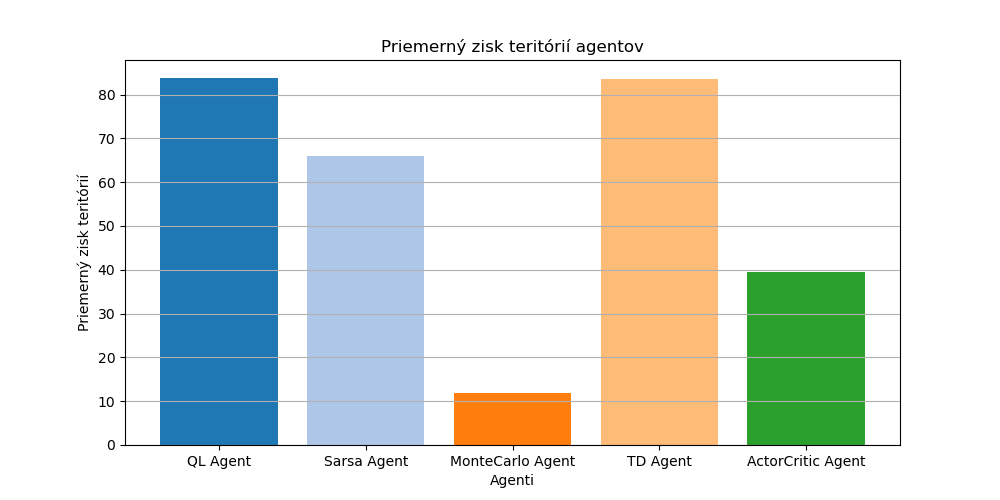 Priemerný zisk teritórií agentov
Priemerný zisk teritórií
80
70
60
50
40
30
20
10
0
QL Agent
Sarsa Agent
MonteCarlo Agent
TD Agent
ActorCritic Agent
Agenti